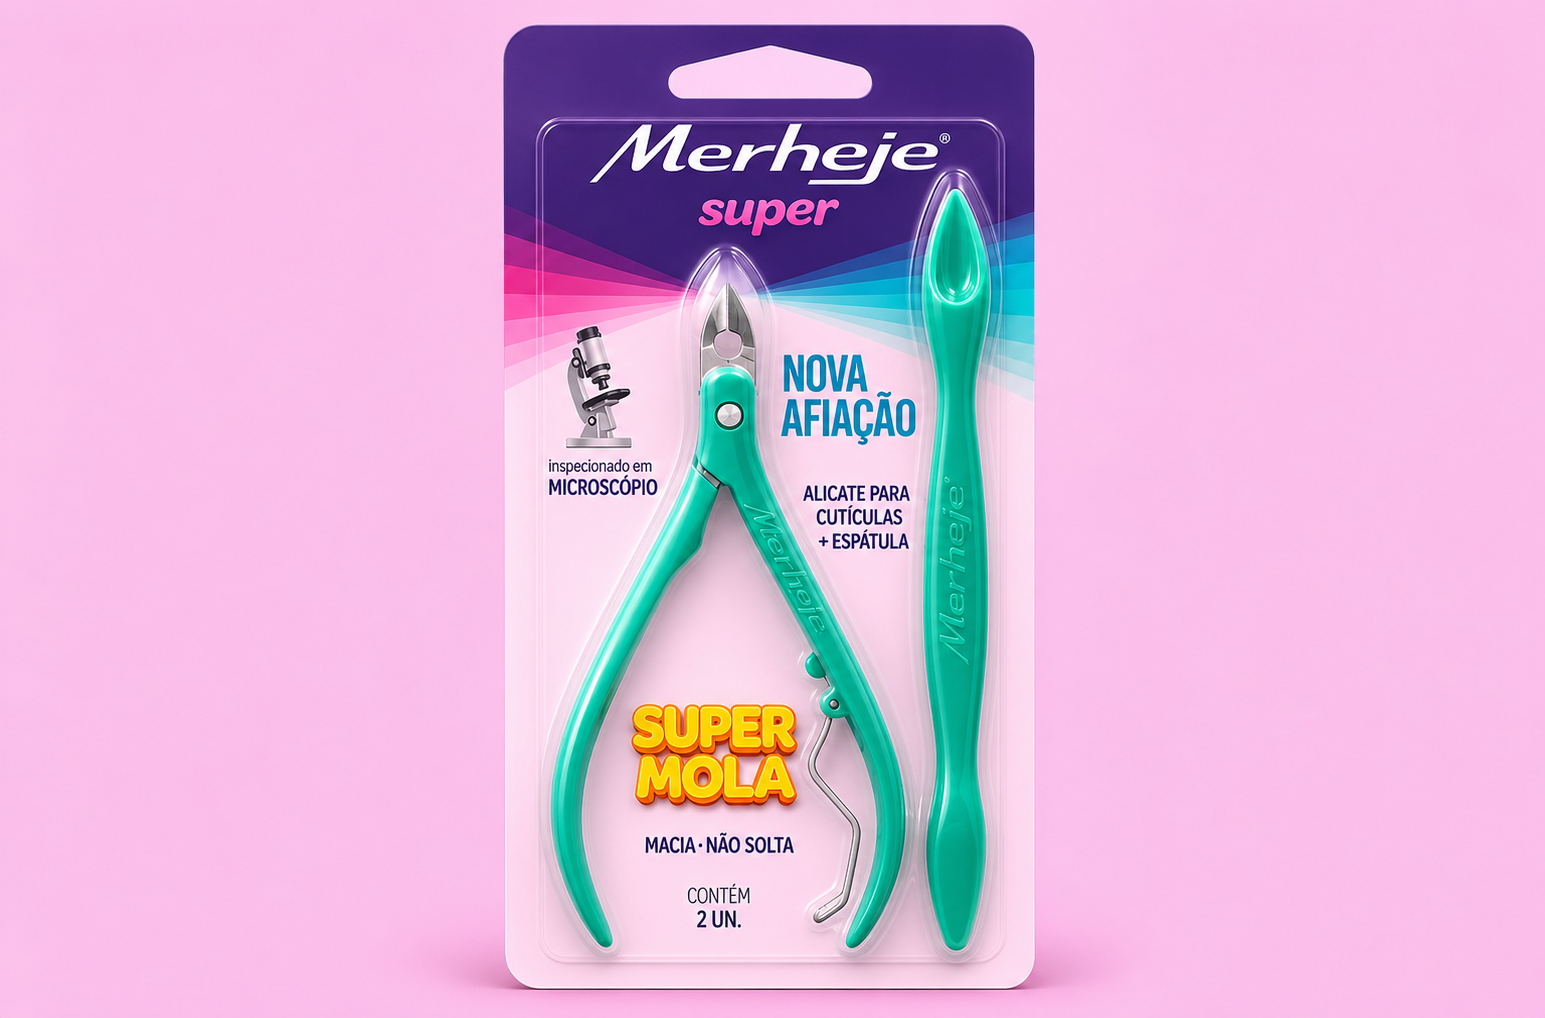 Merheje®
super
NOVA
AFIAÇÃO
inspecionado em
MICROSCÓPIO
ALICATE PARA
CUTÍCULAS
+ ESPÁTULA
Merheje
Merheje®
SUPER
MOLA
MACIA · NÃO SOLTA
CONTÉM
2 UN.